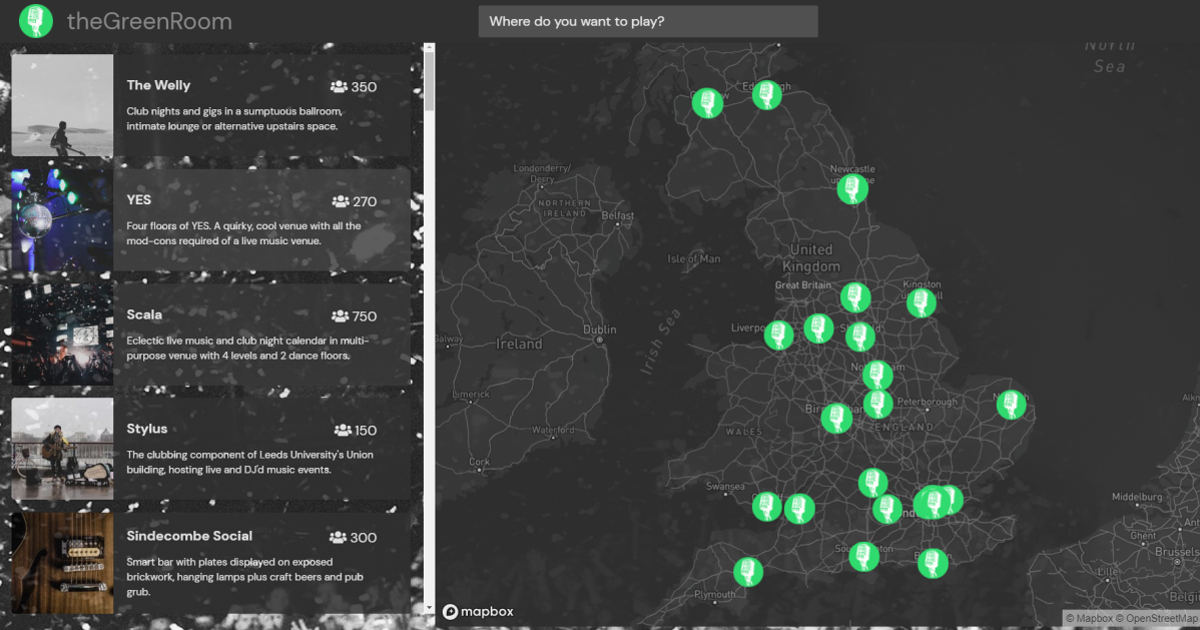 theGreenRoom
Where do you want to play?
The Welly
350
Club nights and gigs in a sumptuous ballroom,
intimate lounge or alternative upstairs space.
YES
270
Four floors of YES. A quirky, cool venue with all the
mod-cons required of a live music venue.
Scala
750
Eclectic live music and club night calendar in multi-
purpose venue with 4 levels and 2 dance floors.
Stylus
150
The clubbing component of Leeds University's Union
building, hosting live and DJ'd music events.
Sindecombe Social
300
Smart bar with plates displayed on exposed
brickwork, hanging lamps plus craft beers and pub
grub.
North
Sea
Londonderry/
Derry
NORTHERN
IRELAND
Belfast
Newcastle
United
Kingdom
Great Britain
Isle of Man
Kingston
Dublin
Ireland
Galway
Irish Sea
Limerick
Waterford
Cork
Peterborough
ENGLAND
WALES
Swansea
Plymouth
Middelburg
Ghent
Brussels
Lille
mapbox
© Mapbox © OpenStreetMap